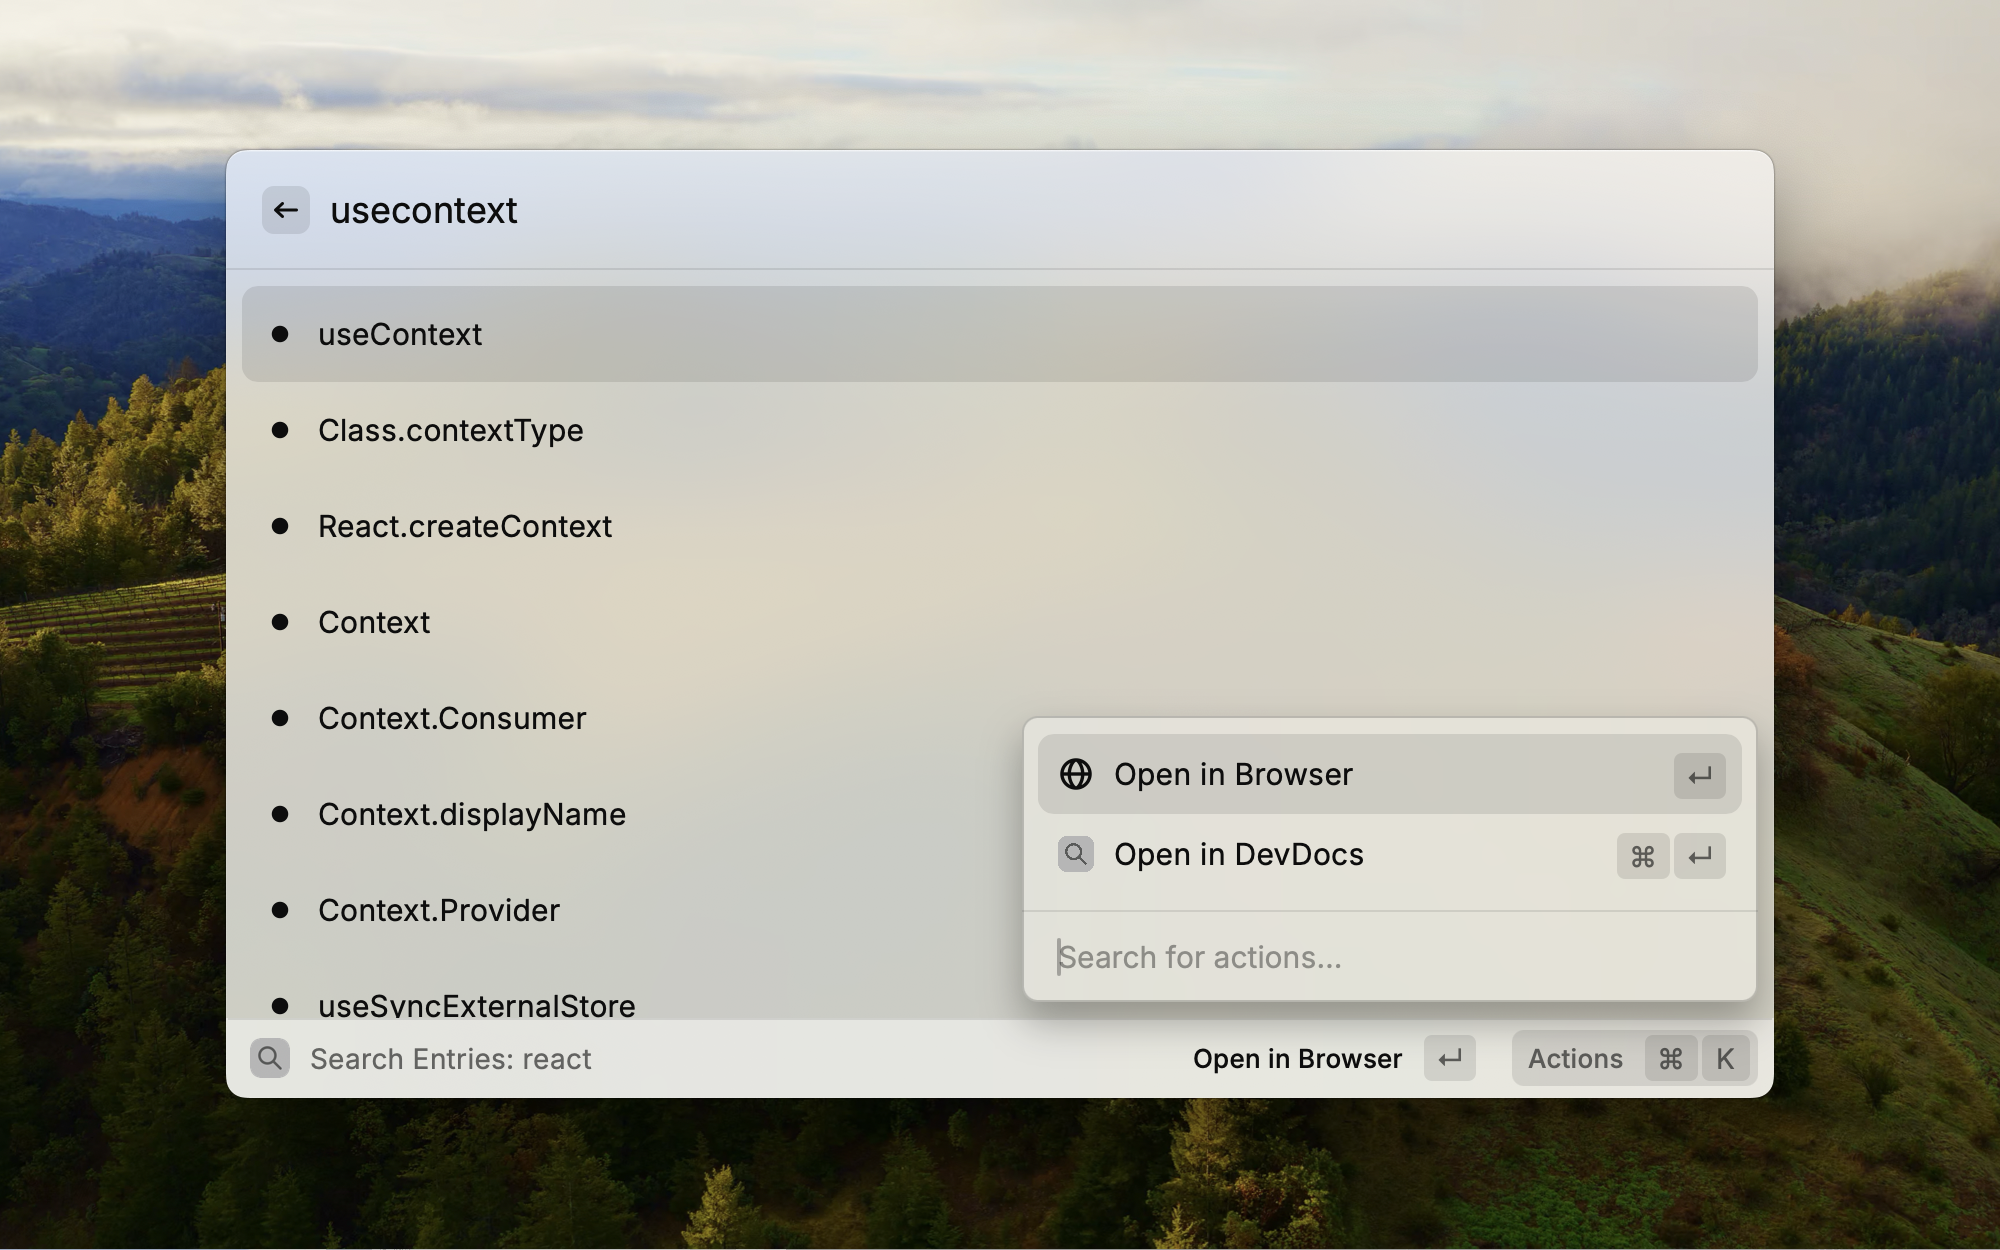 usecontext
useContext
Class.contextType
React.createContext
Context
Context.Consumer
Context.displayName
Context.Provider
useSyncExternalStore
Open in Browser ↵
Open in DevDocs ⌘ ↵
Search for actions...
Search Entries: react
Open in Browser ↵ Actions ⌘ K